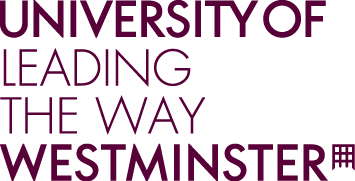 UNIVERSITY OF
LEADING
THE WAY
WESTMINSTER